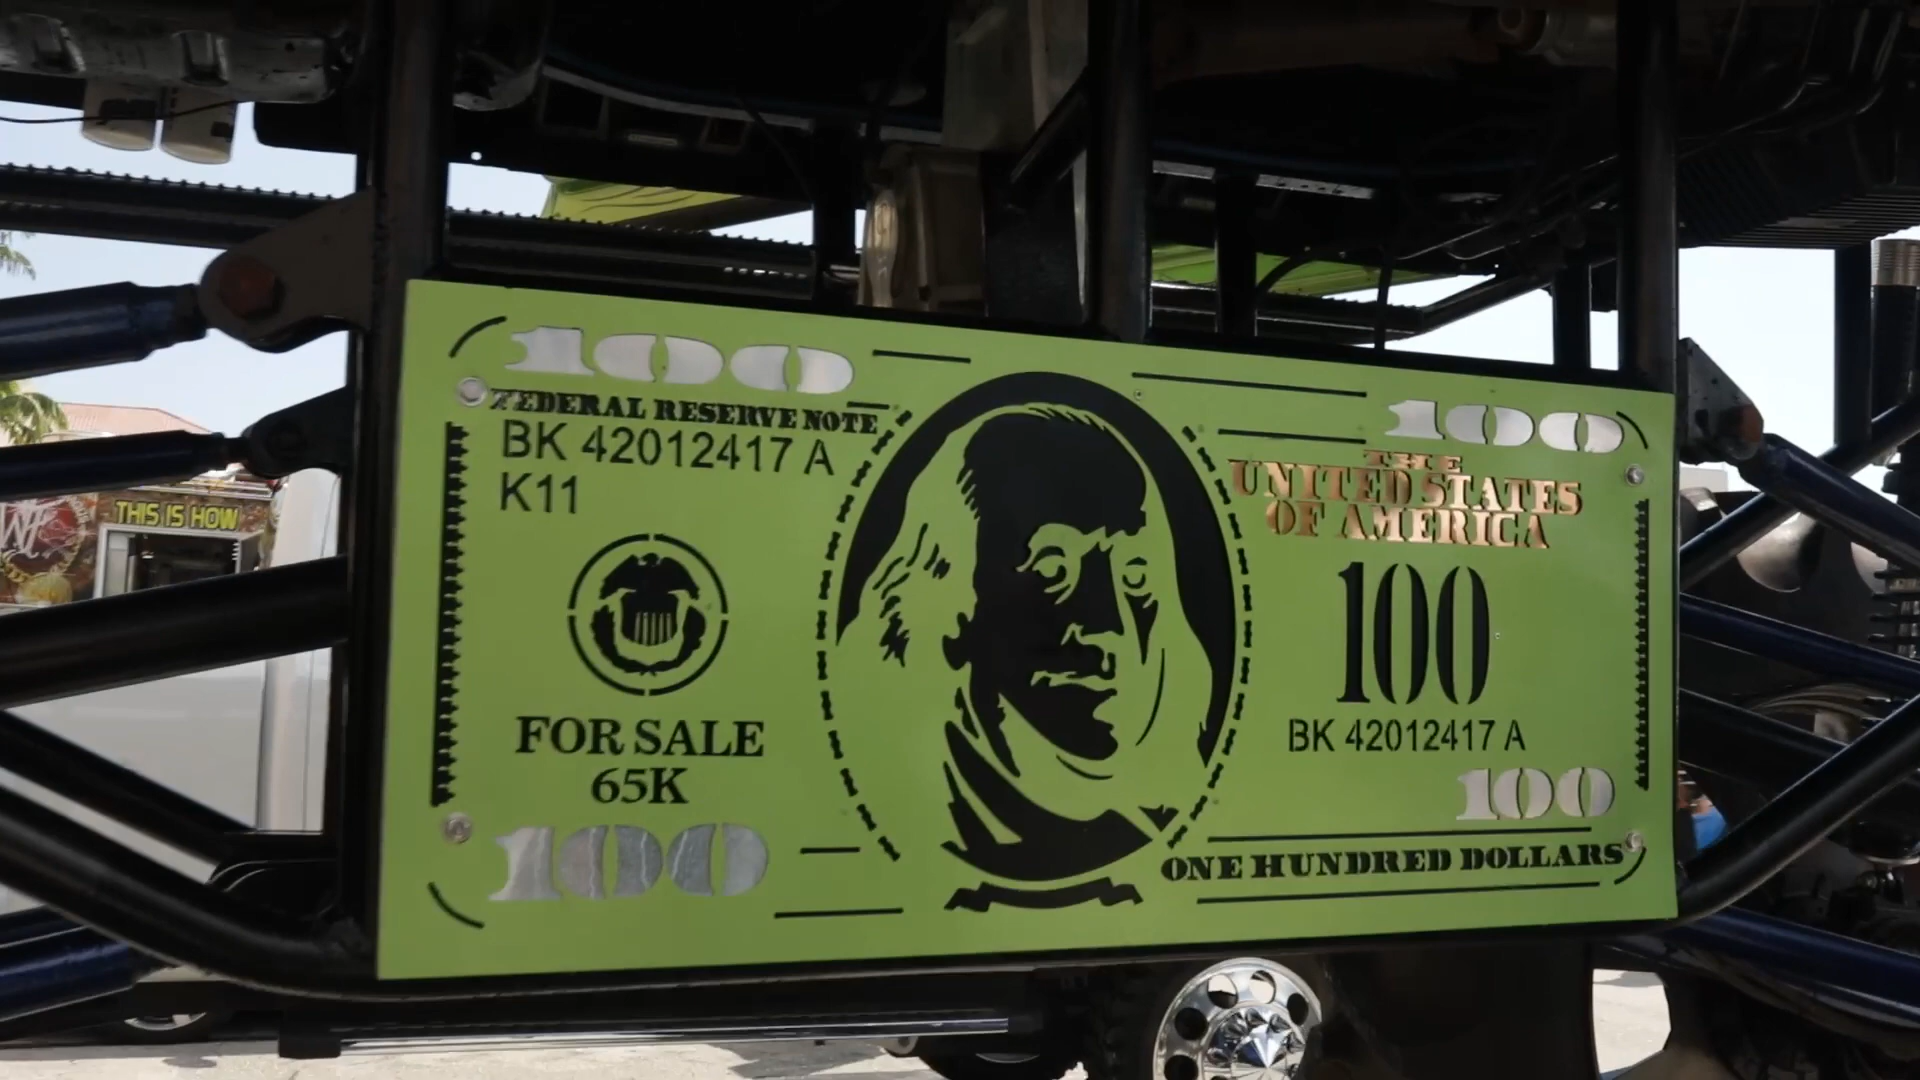 100
FEDERAL RESERVE NOTE
BK 42012417 A
K11
FOR SALE
65K
100
100
THE
UNITED STATES
OF AMERICA
100
BK 42012417 A
100
ONE HUNDRED DOLLARS
THIS IS HOW